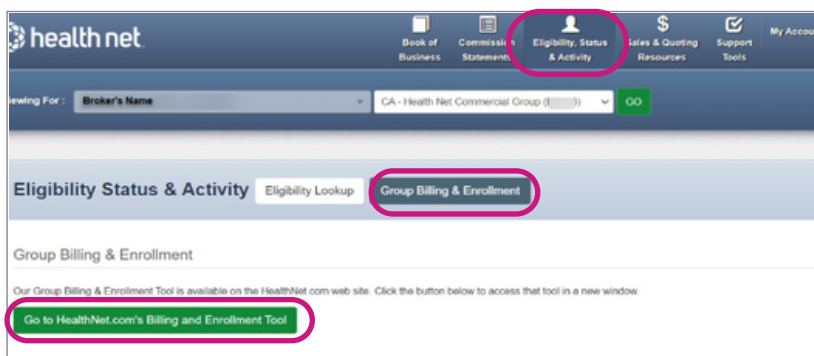 health net
Book of Business
Commission Statements
Eligibility, Status & Activity
Sales & Quoting Resources
Support Tools
My Accou
iewing For :
Broker's Name
CA - Health Net Commercial Group (
GO
Eligibility Status & Activity
Eligibility Lookup
Group Billing & Enrollment
Group Billing & Enrollment
Our Group Billing & Enrollment Tool is available on the HealthNet.com web site. Click the button below to access that tool in a new window.
Go to HealthNet.com's Billing and Enrollment Tool